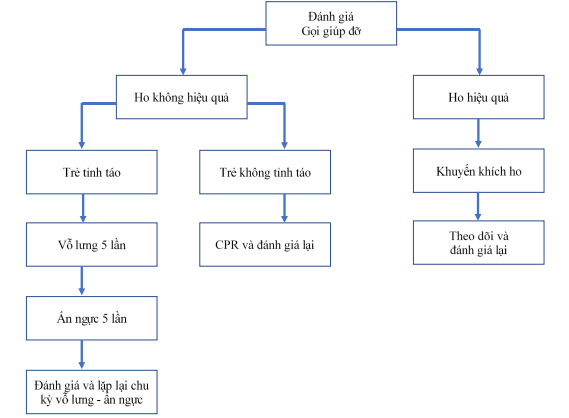 Đánh giá
Gọi giúp đỡ
Ho không hiệu quả
Ho hiệu quả
Trẻ tỉnh táo
Trẻ không tỉnh táo
Khuyến khích ho
Vỗ lưng 5 lần
CPR và đánh giá lại
Theo dõi và
đánh giá lại
Ấn ngực 5 lần
Đánh giá và lặp lại chu
kỳ vỗ lưng - ấn ngực